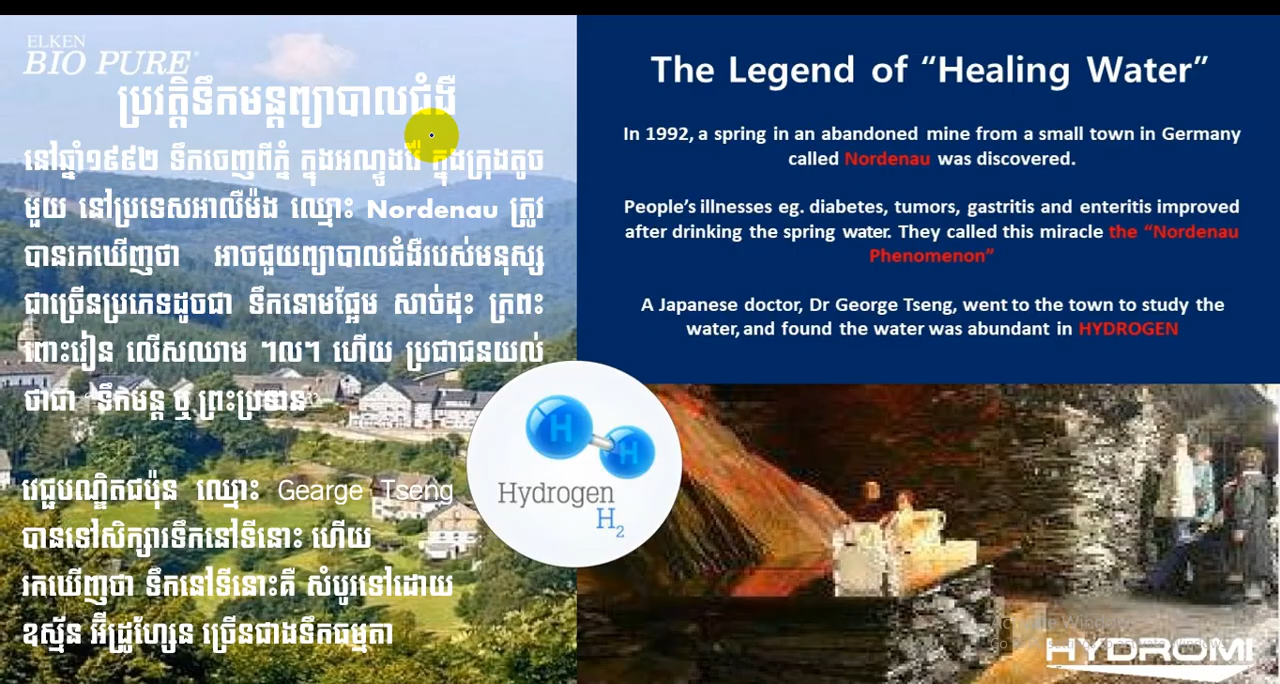 ELKEN
BIO PURE
ប្រវត្តិទឹកមន្តព្យាបាលជំងឺ
នៅឆ្នាំ១៩៩២ ទឹកចេញពីភ្នំ ក្នុងអណ្ដូងរ៉ែ ក្នុងក្រុងតូច
មួយ នៅប្រទេសអាលឺម៉ង ឈ្មោះ Nordenau ត្រូវ
បានរកឃើញថា អាចជួយព្យាបាលជំងឺរបស់មនុស្ស
ជាច្រើនប្រភេទដូចជា ទឹកនោមផ្អែម សាច់ដុះ ក្រពះ
ពោះវៀន លើសឈាម ។ល។ ហើយ ប្រជាជនយល់
ថាជា “ទឹកមន្ត ឬ ព្រះប្រទាន”
វេជ្ជបណ្ឌិតជប៉ុន ឈ្មោះ Gearge Tseng
បានទៅសិក្សារទឹកនៅទីនោះ ហើយ
រកឃើញថា ទឹកនៅទីនោះគឺ សំបូរទៅដោយ
ឧស្ម័ន អ៊ីដ្រូហ្សែន ច្រើនជាងទឹកធម្មតា
The Legend of “Healing Water”
In 1992, a spring in an abandoned mine from a small town in Germany
called Nordenau was discovered.
People’s illnesses eg. diabetes, tumors, gastritis and enteritis improved
after drinking the spring water. They called this miracle the “Nordenau
Phenomenon”
A Japanese doctor, Dr George Tseng, went to the town to study the
water, and found the water was abundant in HYDROGEN
H H
Hydrogen
H2
HYDROMI